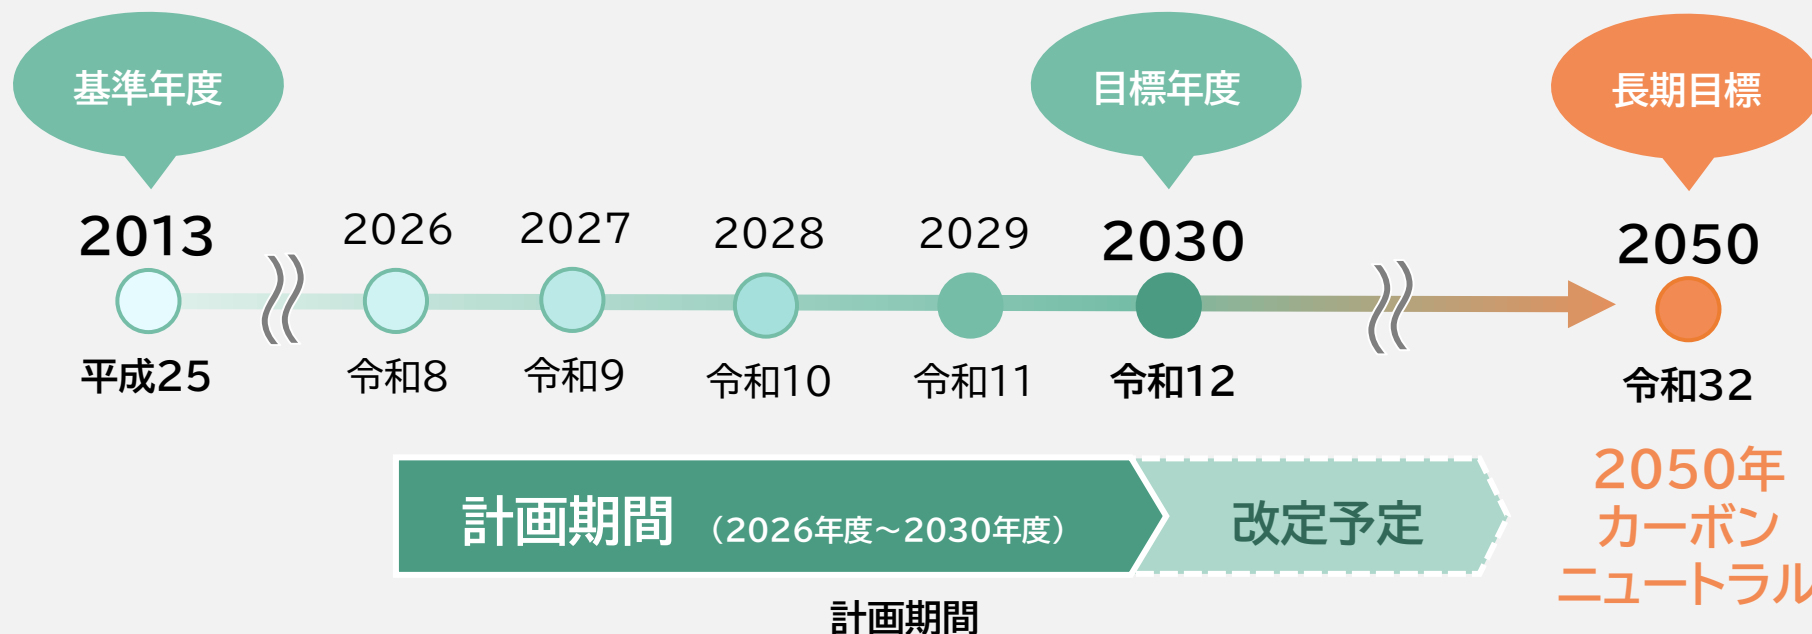 基準年度
目標年度
長期目標
2013
2026
2027
2028
2029
2030
2050
平成25
令和8
令和9
令和10
令和11
令和12
令和32
計画期間 （2026年度～2030年度）
改定予定
2050年
カーボン
ニュートラル
計画期間